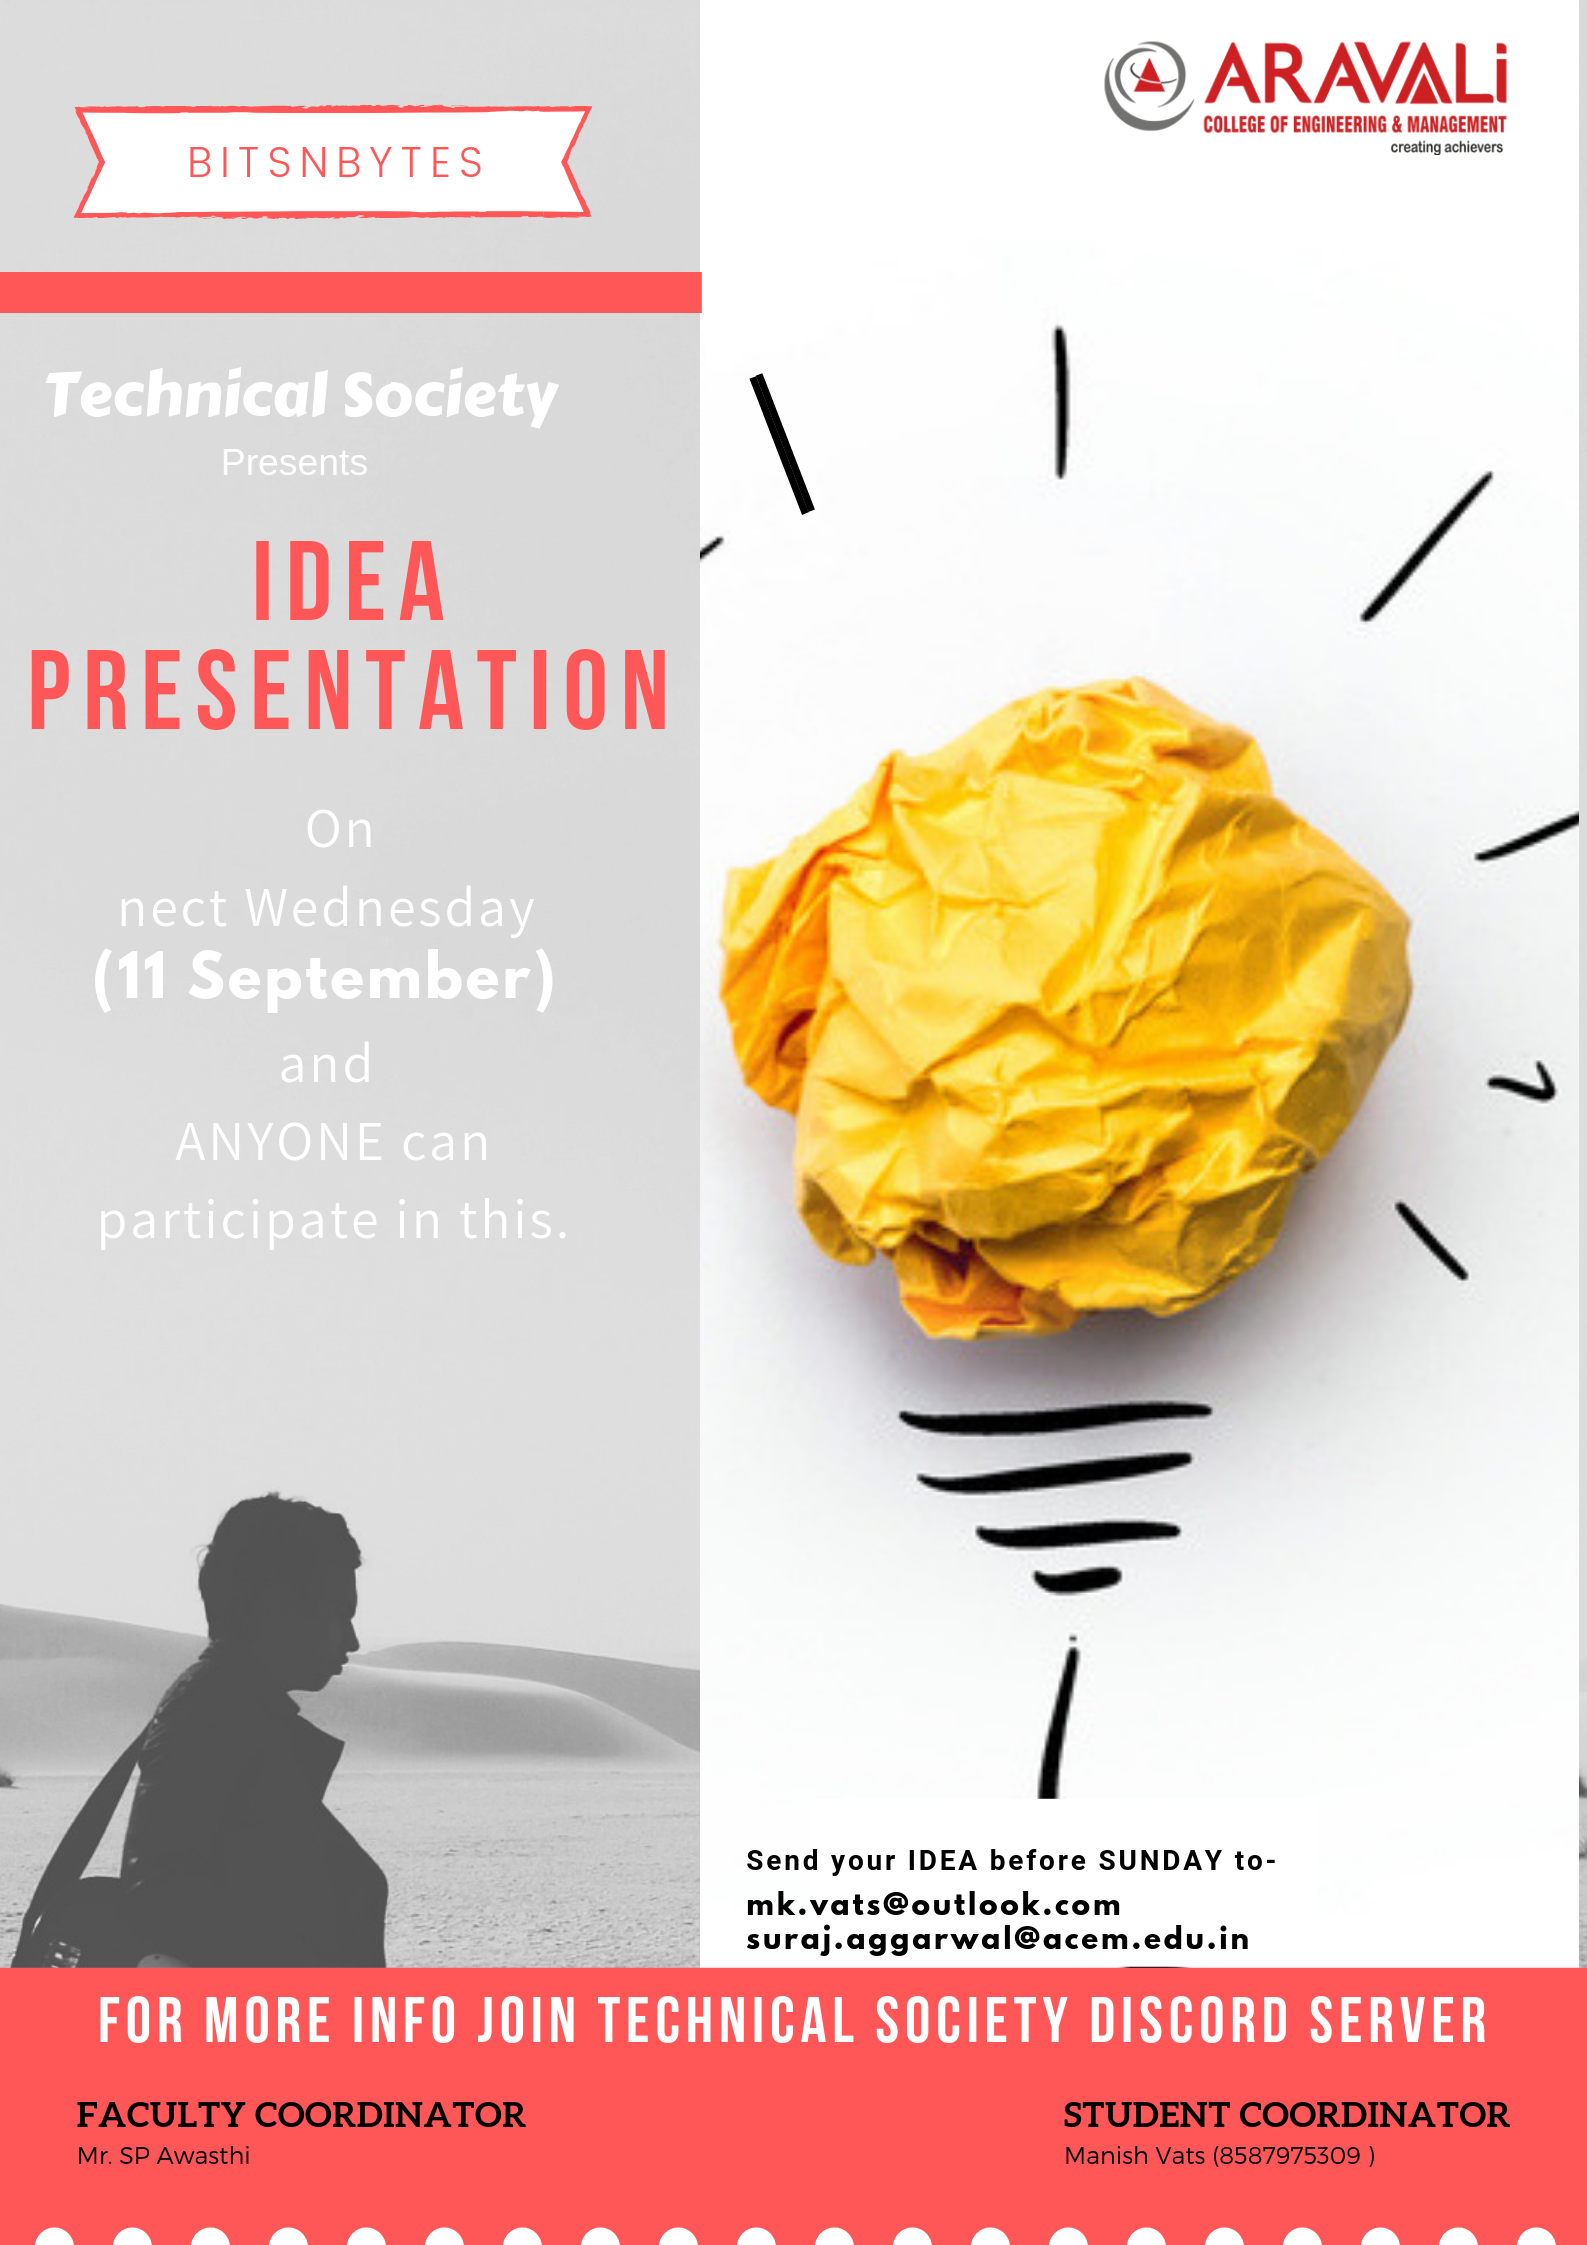 BITSNBYTES
ARAVALi
COLLEGE OF ENGINEERING & MANAGEMENT
creating achievers
Technical Society
Presents
IDEA
PRESENTATION
On
nect Wednesday
(11 September)
and
ANYONE can
participate in this.
Send your IDEA before SUNDAY to-
mk.vats@outlook.com
suraj.aggarwal@acem.edu.in
FOR MORE INFO JOIN TECHNICAL SOCIETY DISCORD SERVER
FACULTY COORDINATOR
Mr. SP Awasthi
STUDENT COORDINATOR
Manish Vats (8587975309 )